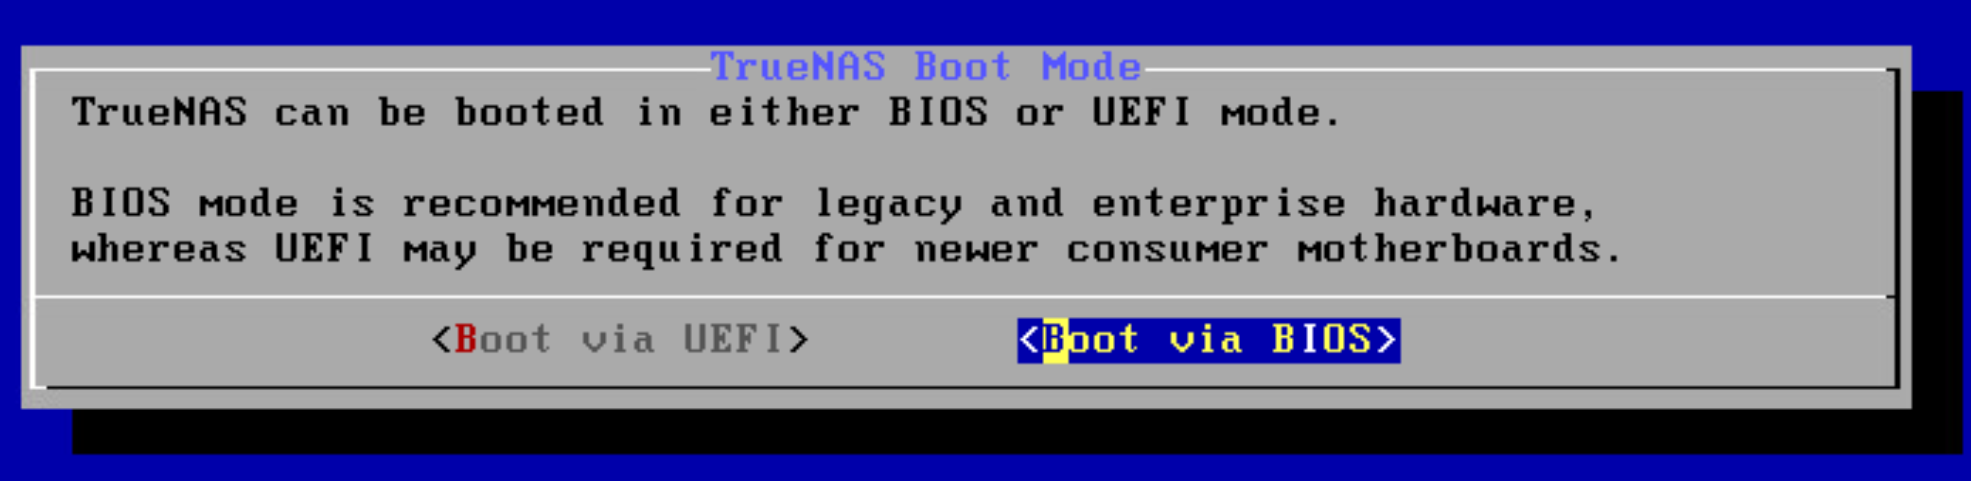 TrueNAS Boot Mode
TrueNAS can be booted in either BIOS or UEFI mode.
BIOS mode is recommended for legacy and enterprise hardware,
whereas UEFI may be required for newer consumer motherboards.
<Boot via UEFI> <Boot via BIOS>